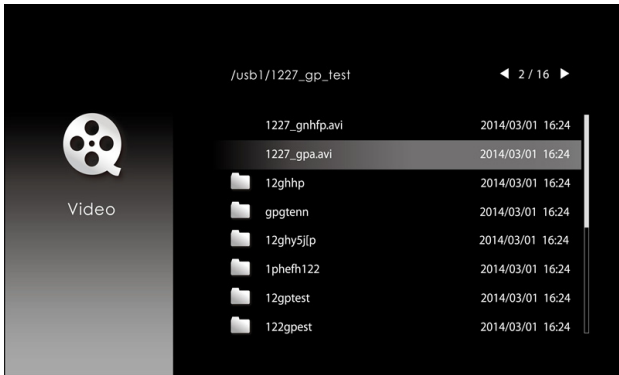 /usb1/1227_gp_test ◀ 2/16 ▶
1227_gnhfp.avi 2014/03/01 16:24
1227_gpa.avi 2014/03/01 16:24
12ghhp 2014/03/01 16:24
Video
gpgtenn 2014/03/01 16:24
12ghy5j[p 2014/03/01 16:24
1phefh122 2014/03/01 16:24
12gptest 2014/03/01 16:24
122gpest 2014/03/01 16:24